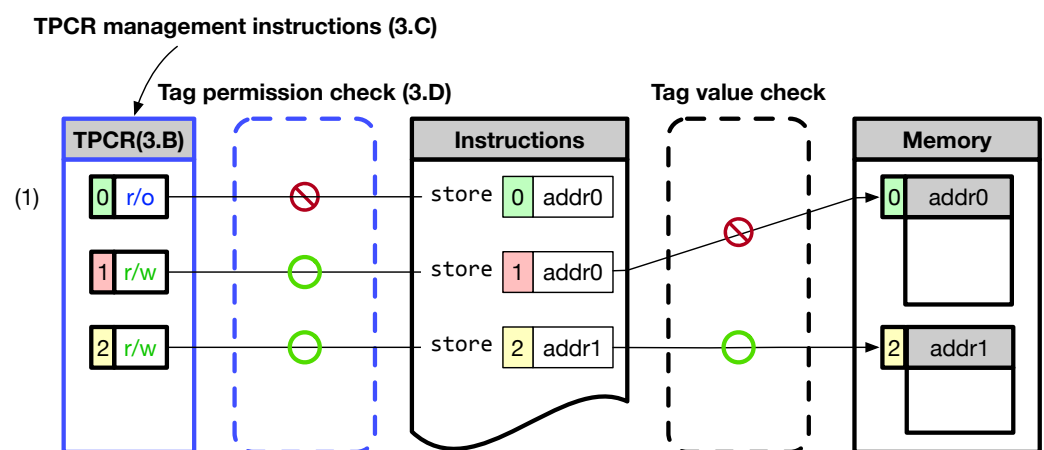 TPCR management instructions (3.C)
Tag permission check (3.D)
Tag value check
TPCR(3.B)
Instructions
Memory
(1)
0 r/o
store 0 addr0
0 addr0
1 r/w
store 1 addr0
2 r/w
store 2 addr1
2 addr1